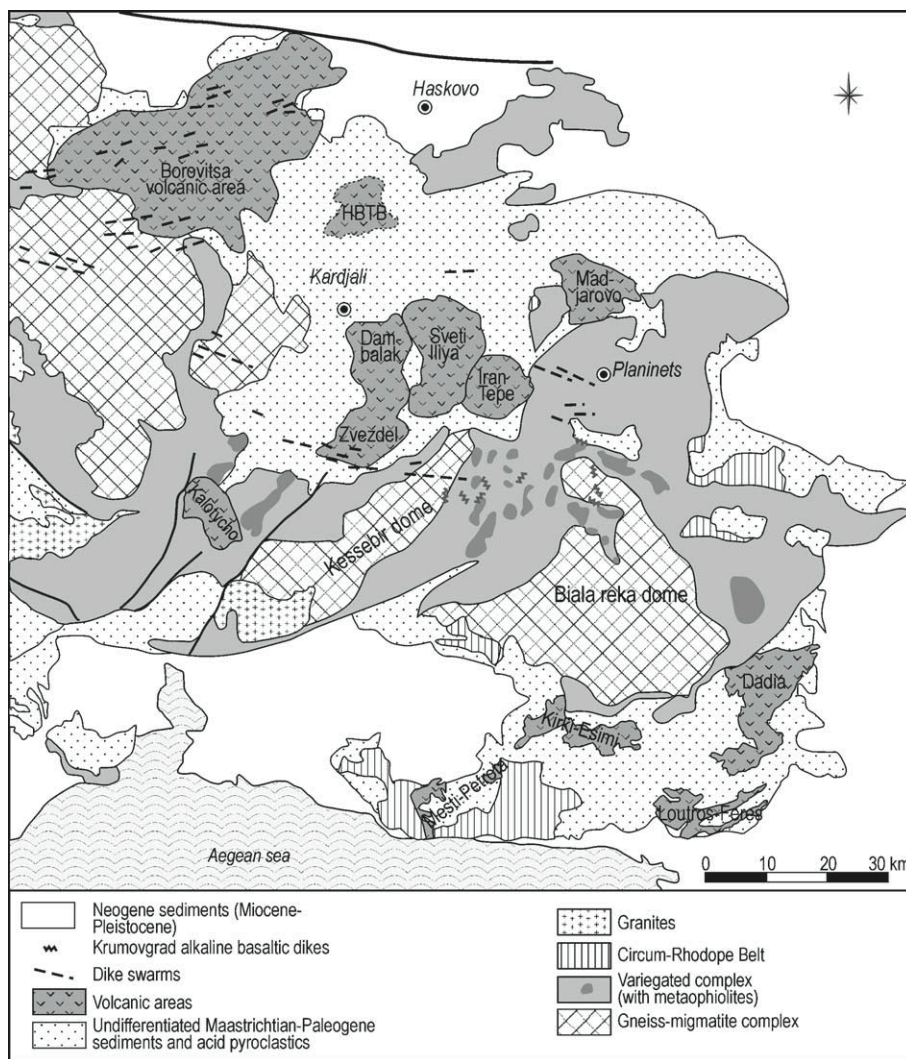 Haskovo
Borovitsa
volcanic area
HBTB
Kardjali
Mad-
jarovo
Dam-
balak
Sveti
Iliya
Iran-
Tepe
Planinets
Zvezdel
Kaotycho
Kessebir dome
Biala reka dome
Dadia
Kirki-Esimi
Mesti-Petrota
Loutros-Feres
Aegean sea
0 10 20 30 km
Neogene sediments (Miocene-
Pleistocene)
Krumovgrad alkaline basaltic dikes
Dike swarms
Volcanic areas
Undifferentiated Maastrichtian-Paleogene
sediments and acid pyroclastics
Granites
Circum-Rhodope Belt
Variegated complex
(with metaophiolites)
Gneiss-migmatite complex